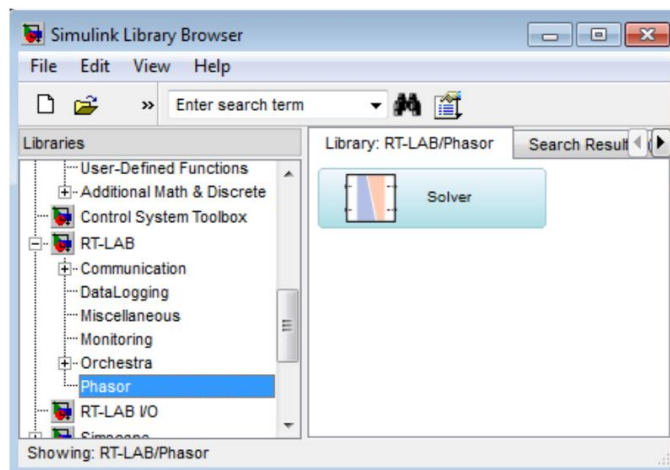 Simulink Library Browser
File Edit View Help
» Enter search term
Libraries
User-Defined Functions
Additional Math & Discrete
Control System Toolbox
RT-LAB
Communication
DataLogging
Miscellaneous
Monitoring
Orchestra
Phasor
RT-LAB I/O
Simscape
Library: RT-LAB/Phasor
Search Result
Solver
Showing: RT-LAB/Phasor